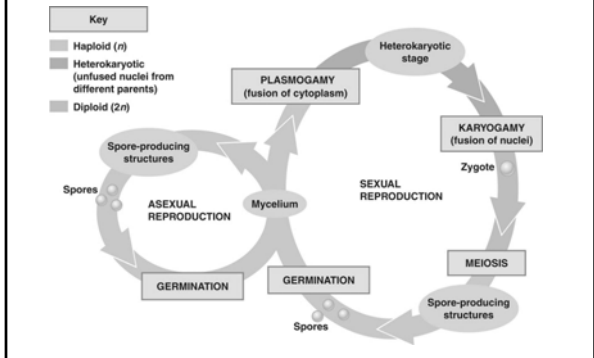 Key
Haploid (n)
Heterokaryotic
(unfused nuclei from
different parents)
Diploid (2n)
Heterokaryotic
stage
PLASMOGAMY
(fusion of cytoplasm)
KARYOGAMY
(fusion of nuclei)
Spore-producing
structures
Zygote
Spores
ASEXUAL
REPRODUCTION
Mycelium
SEXUAL
REPRODUCTION
MEIOSIS
GERMINATION
GERMINATION
Spore-producing
structures
Spores